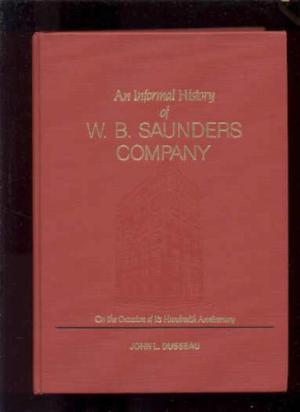 An Informal History
of
W. B. SAUNDERS
COMPANY
On the Occasion of Its Hundredth Anniversary
JOHN L. DUSSEAU